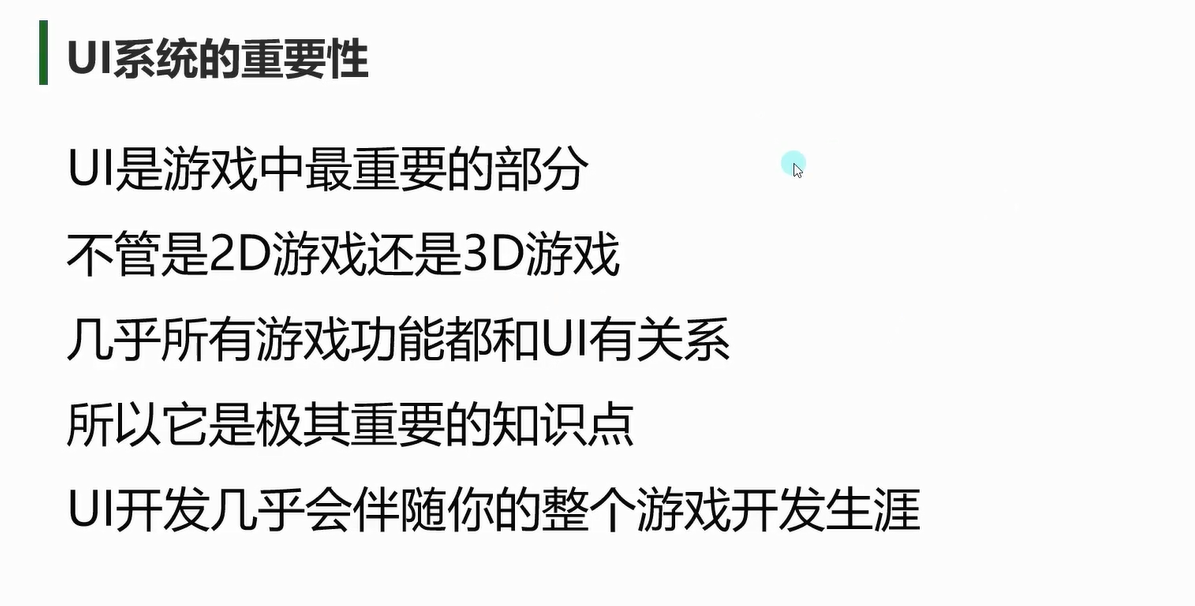 UI系统的重要性
UI是游戏中最重要的部分
不管是2D游戏还是3D游戏
几乎所有游戏功能都和UI有关系
所以它是极其重要的知识点
UI开发几乎会伴随你的整个游戏开发生涯